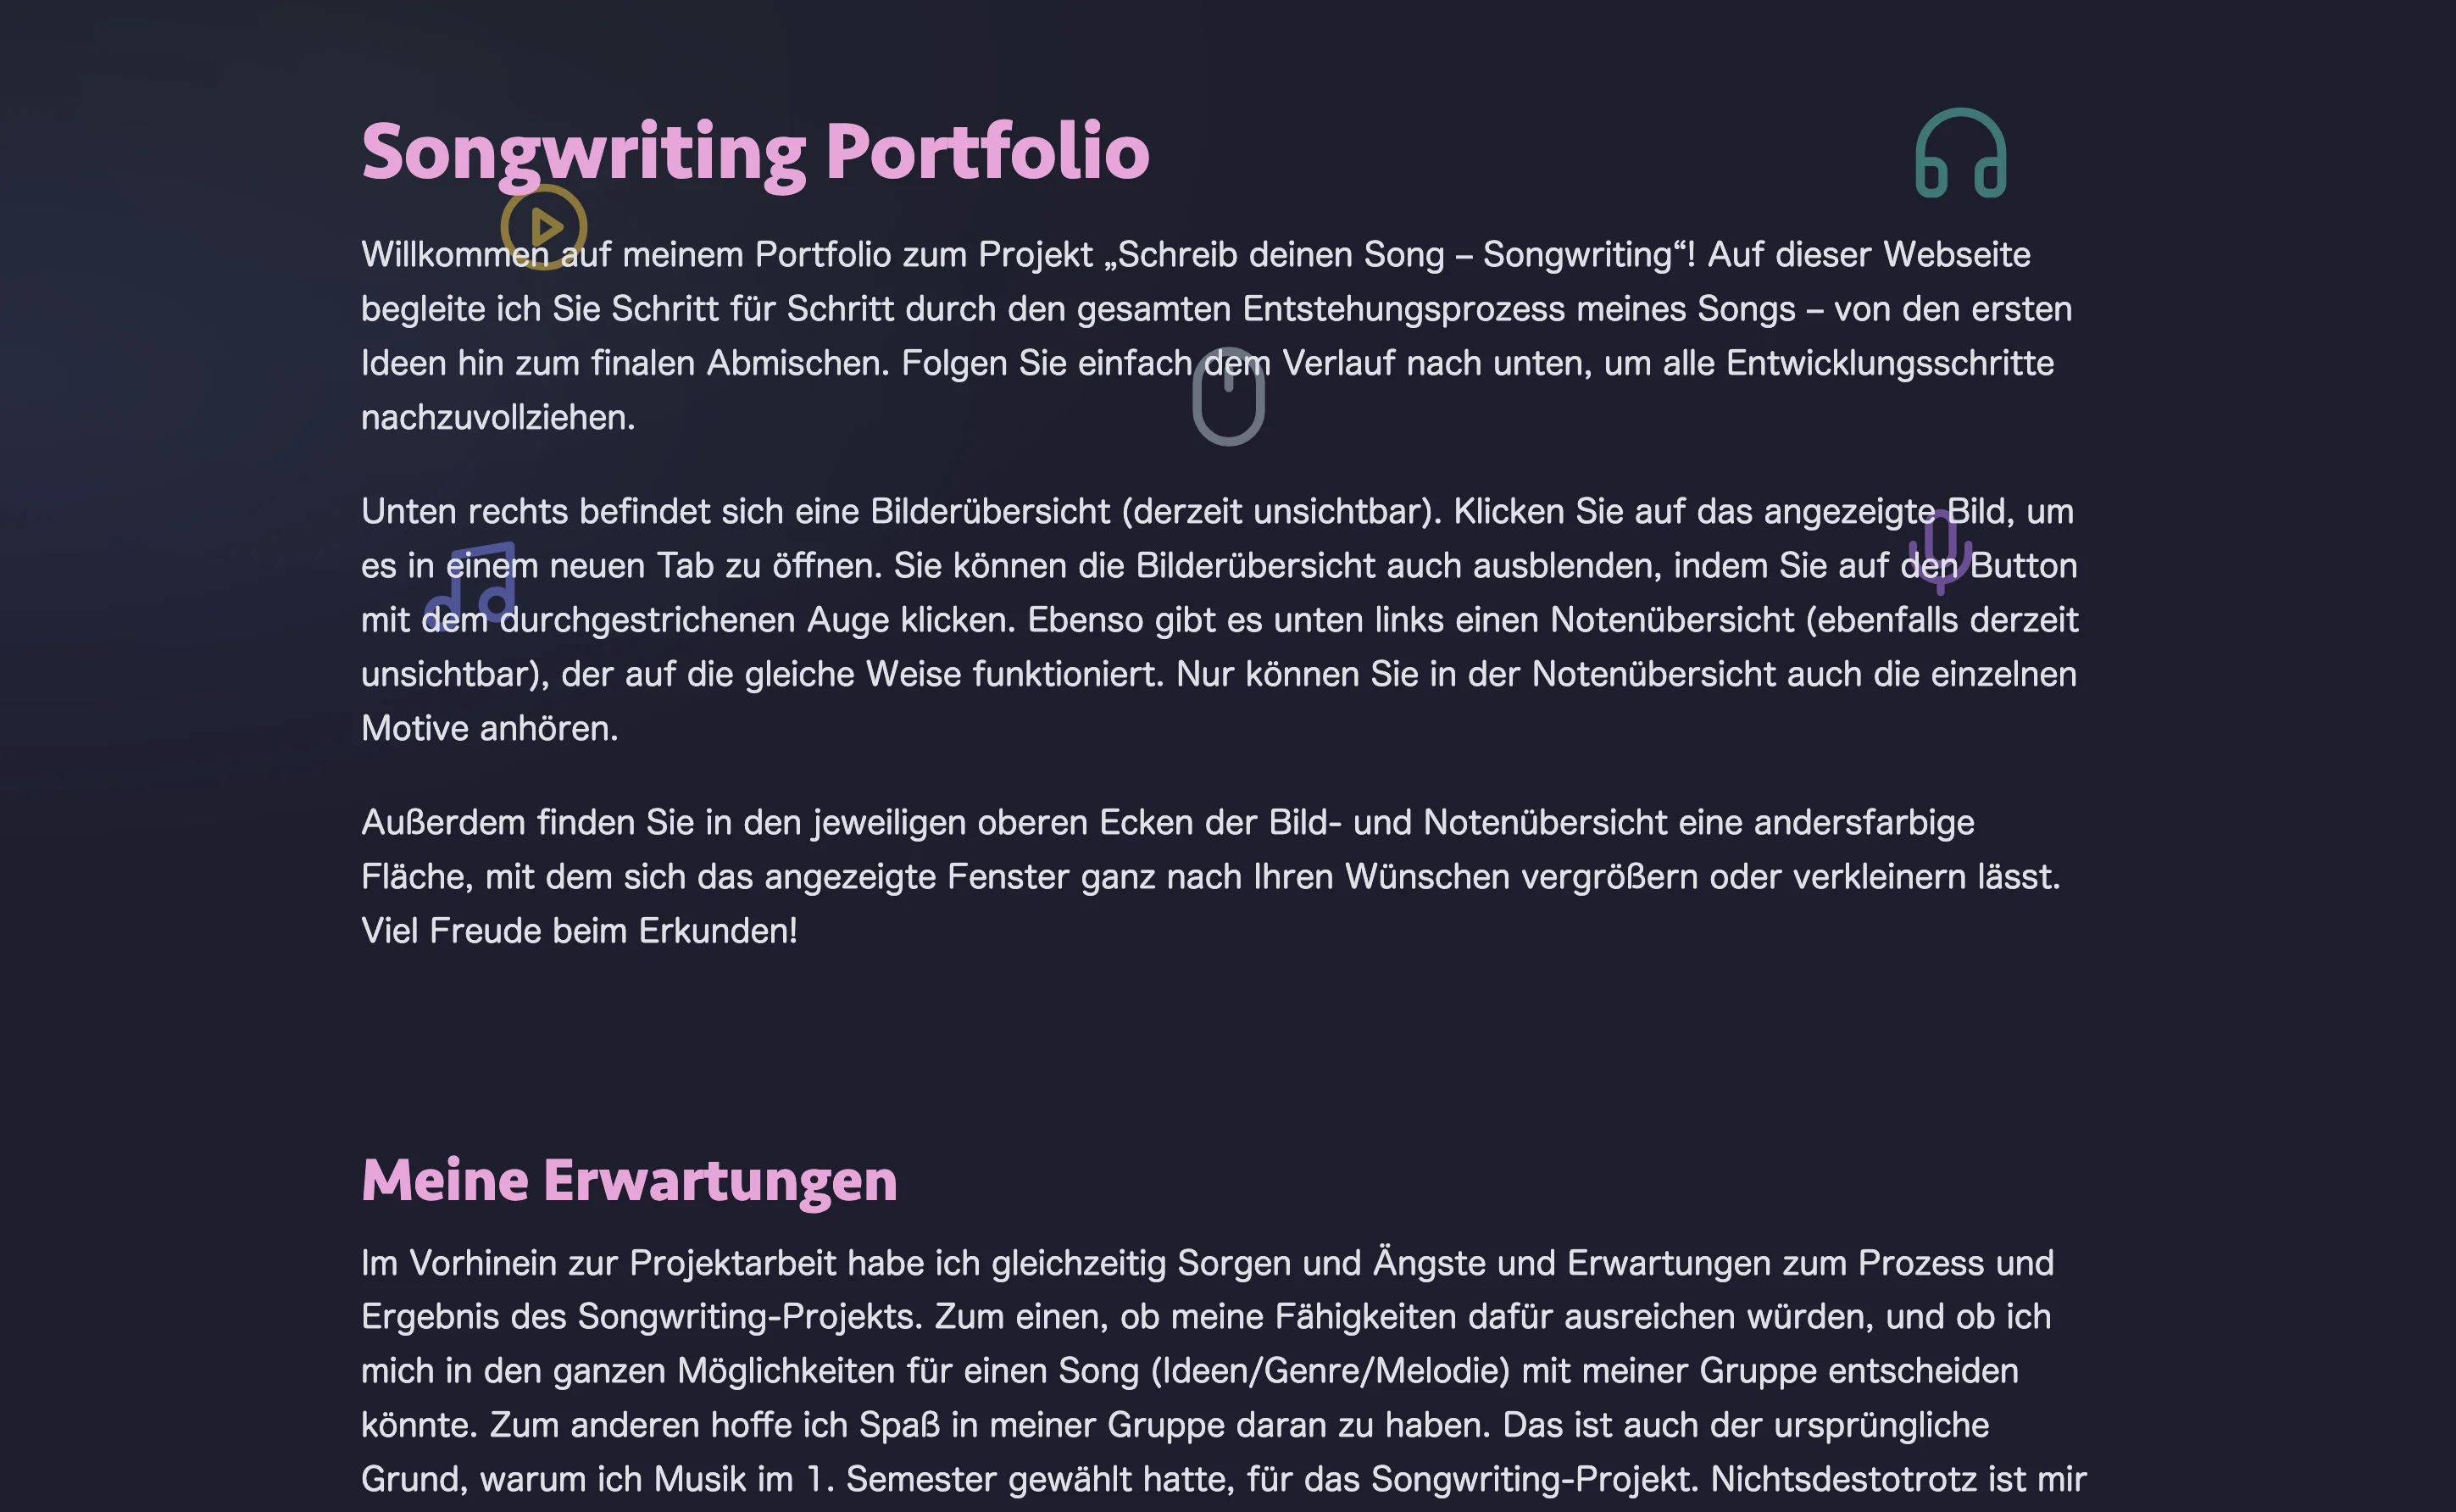 Songwriting Portfolio
Willkommen auf meinem Portfolio zum Projekt „Schreib deinen Song – Songwriting“! Auf dieser Webseite
begleite ich Sie Schritt für Schritt durch den gesamten Entstehungsprozess meines Songs – von den ersten
Ideen hin zum finalen Abmischen. Folgen Sie einfach dem Verlauf nach unten, um alle Entwicklungsschritte
nachzuvollziehen.
Unten rechts befindet sich eine Bilderübersicht (derzeit unsichtbar). Klicken Sie auf das angezeigte Bild, um
es in einem neuen Tab zu öffnen. Sie können die Bilderübersicht auch ausblenden, indem Sie auf den Button
mit dem durchgestrichenen Auge klicken. Ebenso gibt es unten links einen Notenübersicht (ebenfalls derzeit
unsichtbar), der auf die gleiche Weise funktioniert. Nur können Sie in der Notenübersicht auch die einzelnen
Motive anhören.
Außerdem finden Sie in den jeweiligen oberen Ecken der Bild- und Notenübersicht eine andersfarbige
Fläche, mit dem sich das angezeigte Fenster ganz nach Ihren Wünschen vergrößern oder verkleinern lässt.
Viel Freude beim Erkunden!
Meine Erwartungen
Im Vorhinein zur Projektarbeit habe ich gleichzeitig Sorgen und Ängste und Erwartungen zum Prozess und
Ergebnis des Songwriting-Projekts. Zum einen, ob meine Fähigkeiten dafür ausreichen würden, und ob ich
mich in den ganzen Möglichkeiten für einen Song (Ideen/Genre/Melodie) mit meiner Gruppe entscheiden
könnte. Zum anderen hoffe ich Spaß in meiner Gruppe daran zu haben. Das ist auch der ursprüngliche
Grund, warum ich Musik im 1. Semester gewählt hatte, für das Songwriting-Projekt. Nichtsdestotrotz ist mir